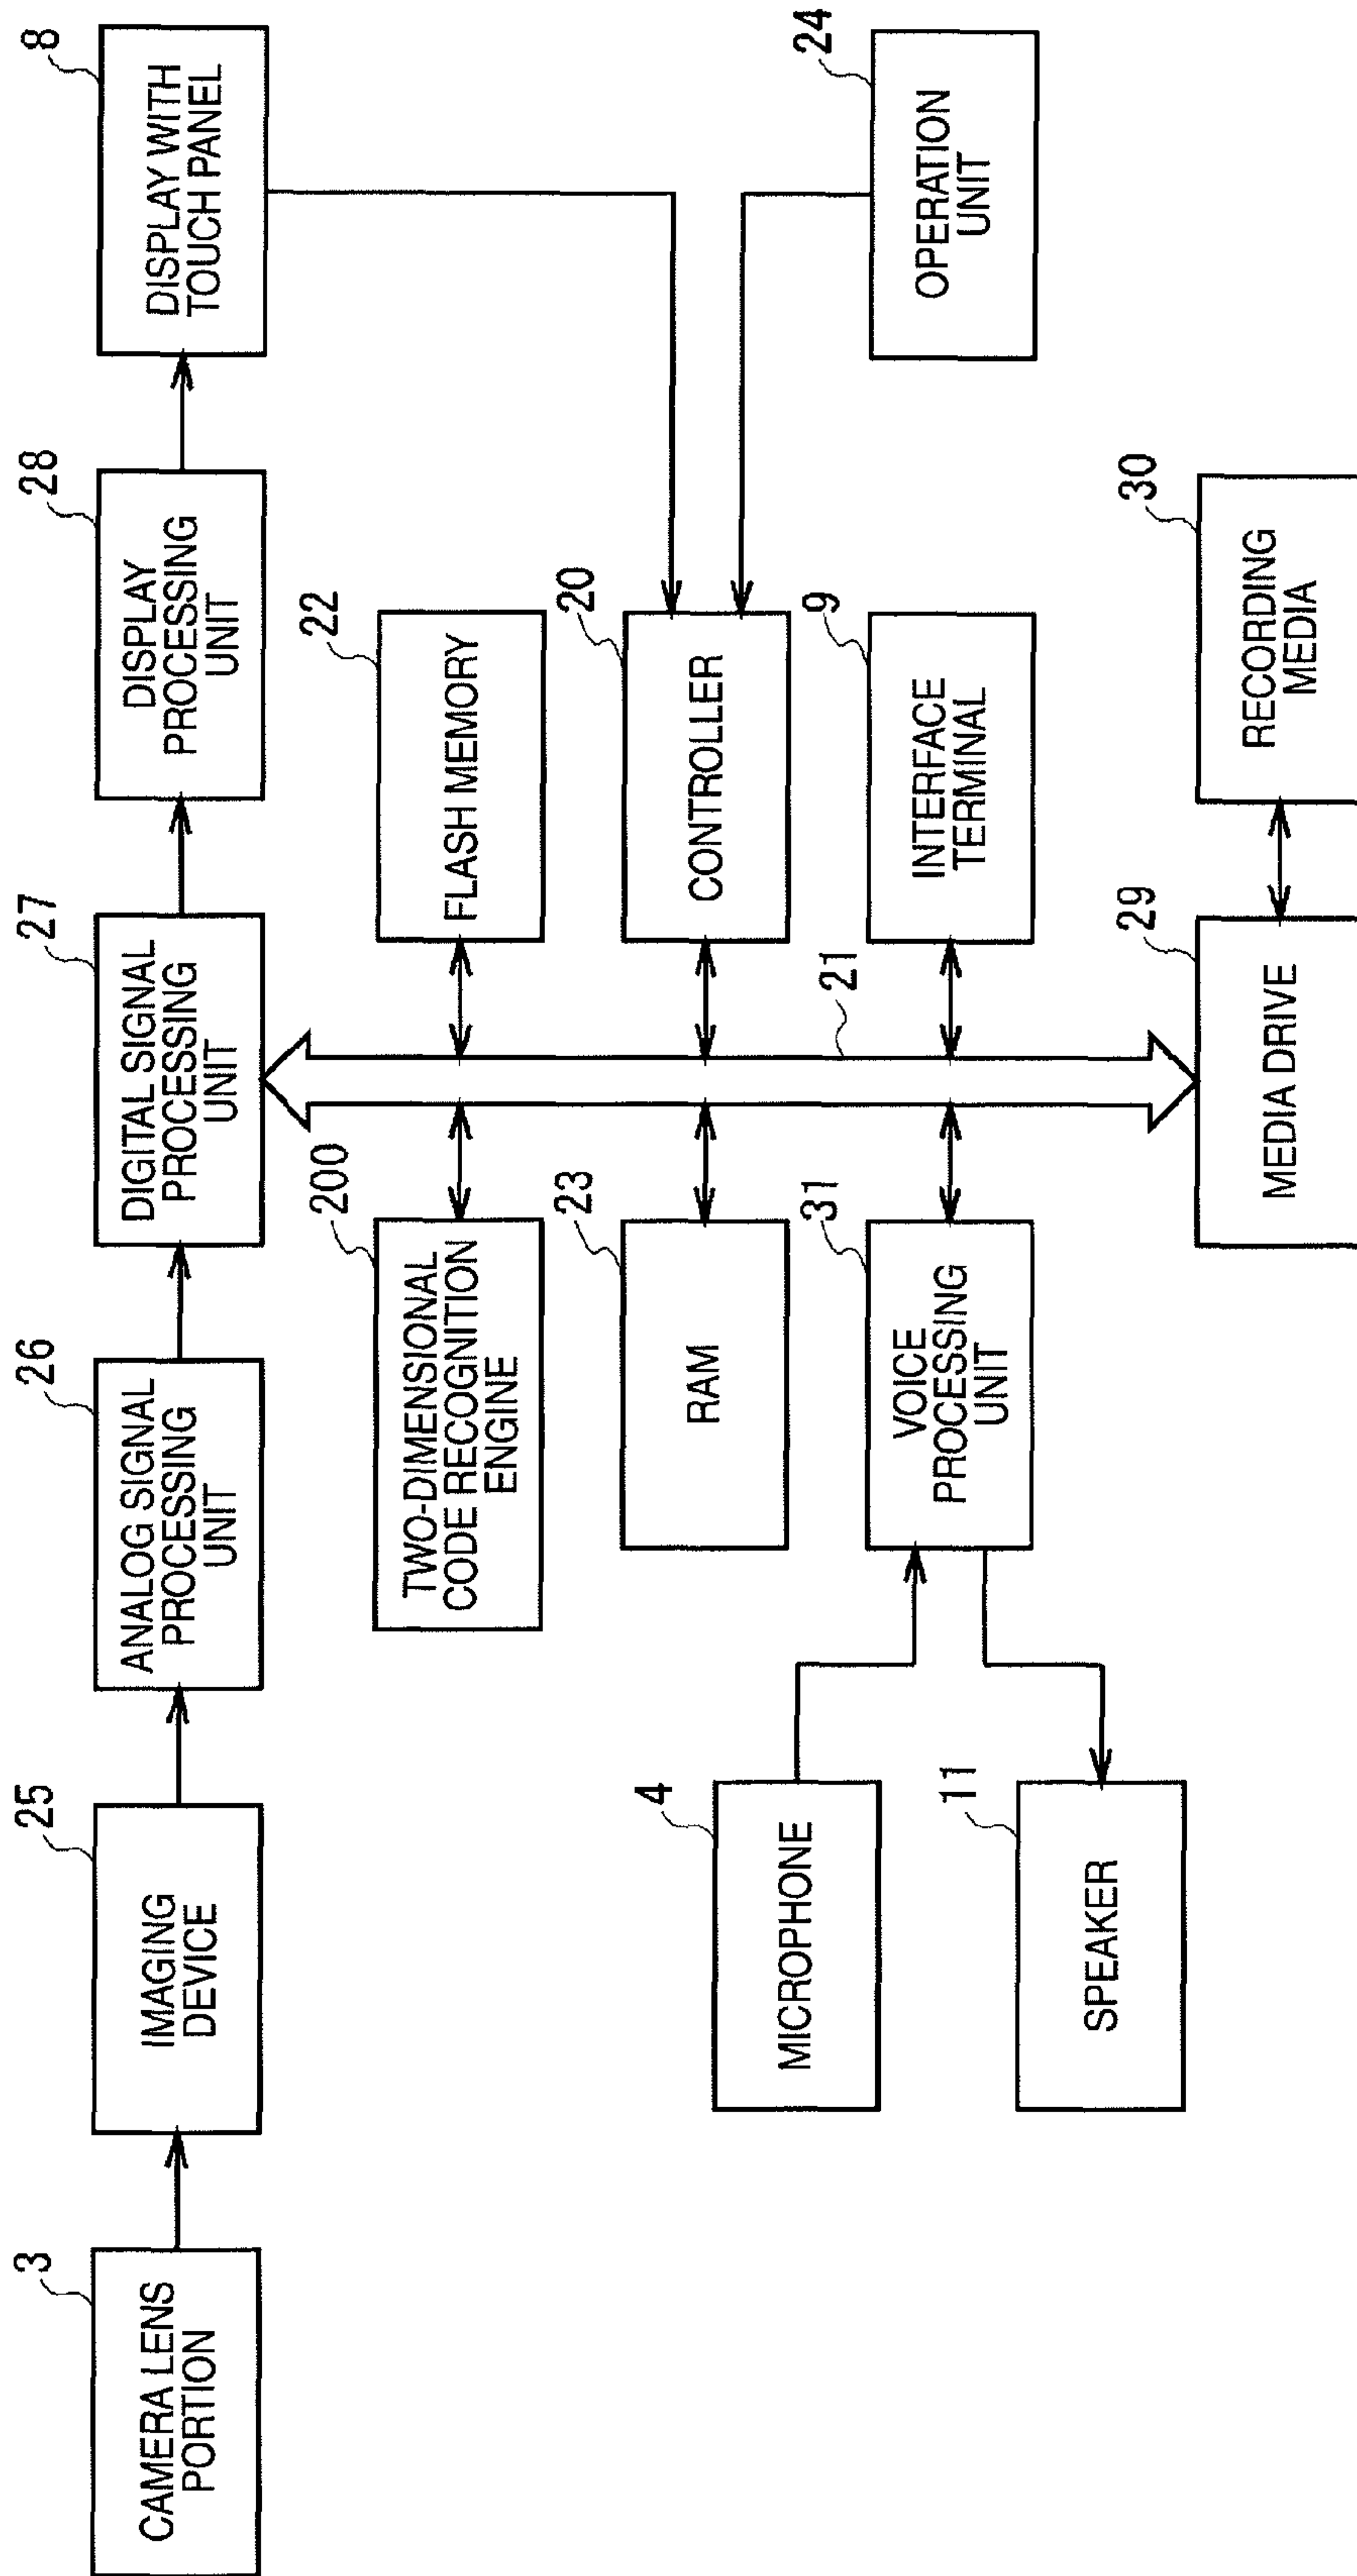 3
CAMERA LENS
PORTION
25
IMAGING
DEVICE
26
ANALOG SIGNAL
PROCESSING
UNIT
27
DIGITAL SIGNAL
PROCESSING
UNIT
28
DISPLAY
PROCESSING
UNIT
8
DISPLAY WITH
TOUCH PANEL
200
TWO-DIMENSIONAL
CODE RECOGNITION
ENGINE
22
FLASH MEMORY
23
RAM
20
CONTROLLER
24
OPERATION
UNIT
4
MICROPHONE
11
SPEAKER
31
VOICE
PROCESSING
UNIT
21
9
INTERFACE
TERMINAL
29
MEDIA DRIVE
30
RECORDING
MEDIA